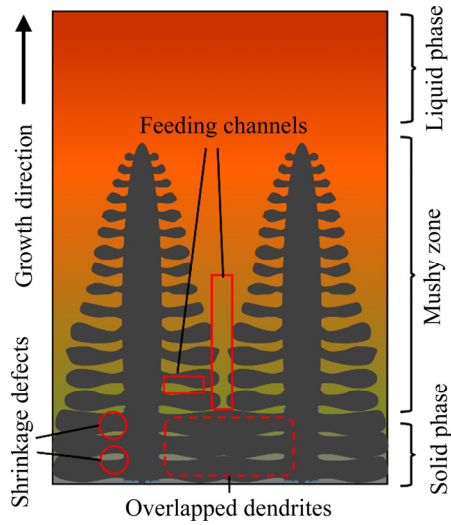 Liquid phase
Feeding channels
Growth direction
Mushy zone
Shrinkage defects
Solid phase
Overlapped dendrites